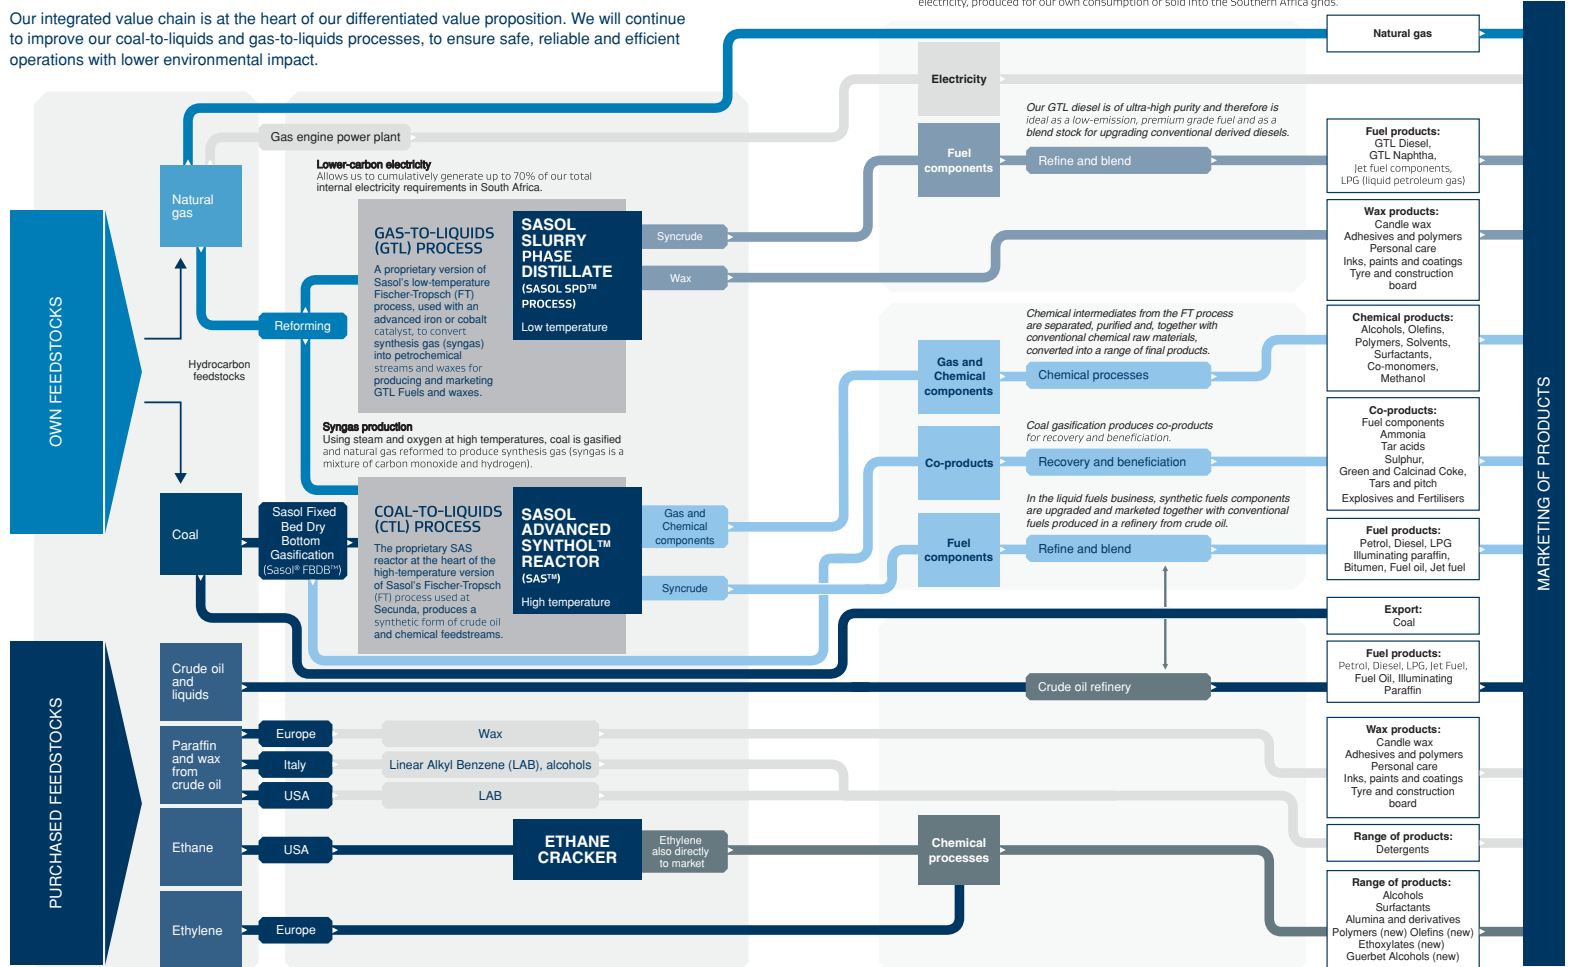 electricity, produced for our own consumption or sold into the Southern Africa grids.
Our integrated value chain is at the heart of our differentiated value proposition. We will continue
to improve our coal-to-liquids and gas-to-liquids processes, to ensure safe, reliable and efficient
operations with lower environmental impact.
OWN FEEDSTOCKS
Hydrocarbon
feedstocks
Natural
gas
Gas engine power plant
Lower-carbon electricity
Allows us to cumulatively generate up to 70% of our total
internal electricity requirements in South Africa.
Reforming
GAS-TO-LIQUIDS
(GTL) PROCESS
A proprietary version of
Sasol's low-temperature
Fischer-Tropsch (FT)
process, used with an
advanced iron or cobalt
catalyst, to convert
synthesis gas (syngas)
into petrochemical
streams and waxes for
producing and marketing
GTL Fuels and waxes.
SASOL
SLURRY
PHASE
DISTILLATE
(SASOL SPD™
PROCESS)
Low temperature
Syncrude
Wax
Syngas production
Using steam and oxygen at high temperatures, coal is gasified
and natural gas reformed to produce synthesis gas (syngas is a
mixture of carbon monoxide and hydrogen).
Coal
Sasol Fixed
Bed Dry
Bottom
Gasification
(Sasol® FBDB™)
COAL-TO-LIQUIDS
(CTL) PROCESS
The proprietary SAS
reactor at the heart of the
high-temperature version
of Sasol's Fischer-Tropsch
(FT) process used at
Secunda, produces a
synthetic form of crude oil
and chemical feedstreams.
SASOL
ADVANCED
SYNTHOL™
REACTOR
(SAS™)
High temperature
Gas and
Chemical
components
Syncrude
Electricity
Fuel
components
Our GTL diesel is of ultra-high purity and therefore is
ideal as a low-emission, premium grade fuel and as a
blend stock for upgrading conventional derived diesels.
Refine and blend
Gas and
Chemical
components
Chemical intermediates from the FT process
are separated, purified and, together with
conventional chemical raw materials,
converted into a range of final products.
Chemical processes
Co-products
Coal gasification produces co-products
for recovery and beneficiation.
Recovery and beneficiation
Fuel
components
In the liquid fuels business, synthetic fuels components
are upgraded and marketed together with conventional
fuels produced in a refinery from crude oil.
Refine and blend
Crude oil refinery
PURCHASED FEEDSTOCKS
Crude oil
and
liquids
Paraffin
and wax
from
crude oil
Europe
Wax
Italy
Linear Alkyl Benzene (LAB), alcohols
USA
LAB
Ethane
USA
ETHANE
CRACKER
Ethylene
also directly
to market
Chemical
processes
Ethylene
Europe
Natural gas
Fuel products:
GTL Diesel,
GTL Naphtha,
Jet fuel components,
LPG (liquid petroleum gas)
Wax products:
Candle wax
Adhesives and polymers
Personal care
Inks, paints and coatings
Tyre and construction
board
Chemical products:
Alcohols, Olefins,
Polymers, Solvents,
Surfactants,
Co-monomers,
Methanol
Co-products:
Fuel components
Ammonia
Tar acids
Sulphur,
Green and Calcinad Coke,
Tars and pitch
Explosives and Fertilisers
Fuel products:
Petrol, Diesel, LPG
Illuminating paraffin,
Bitumen, Fuel oil, Jet fuel
Export:
Coal
Fuel products:
Petrol, Diesel, LPG, Jet Fuel,
Fuel Oil, Illuminating
Paraffin
Wax products:
Candle wax
Adhesives and polymers
Personal care
Inks, paints and coatings
Tyre and construction
board
Range of products:
Detergents
Range of products:
Alcohols
Surfactants
Alumina and derivatives
Polymers (new) Olefins (new)
Ethoxylates (new)
Guerbet Alcohols (new)
MARKETING OF PRODUCTS